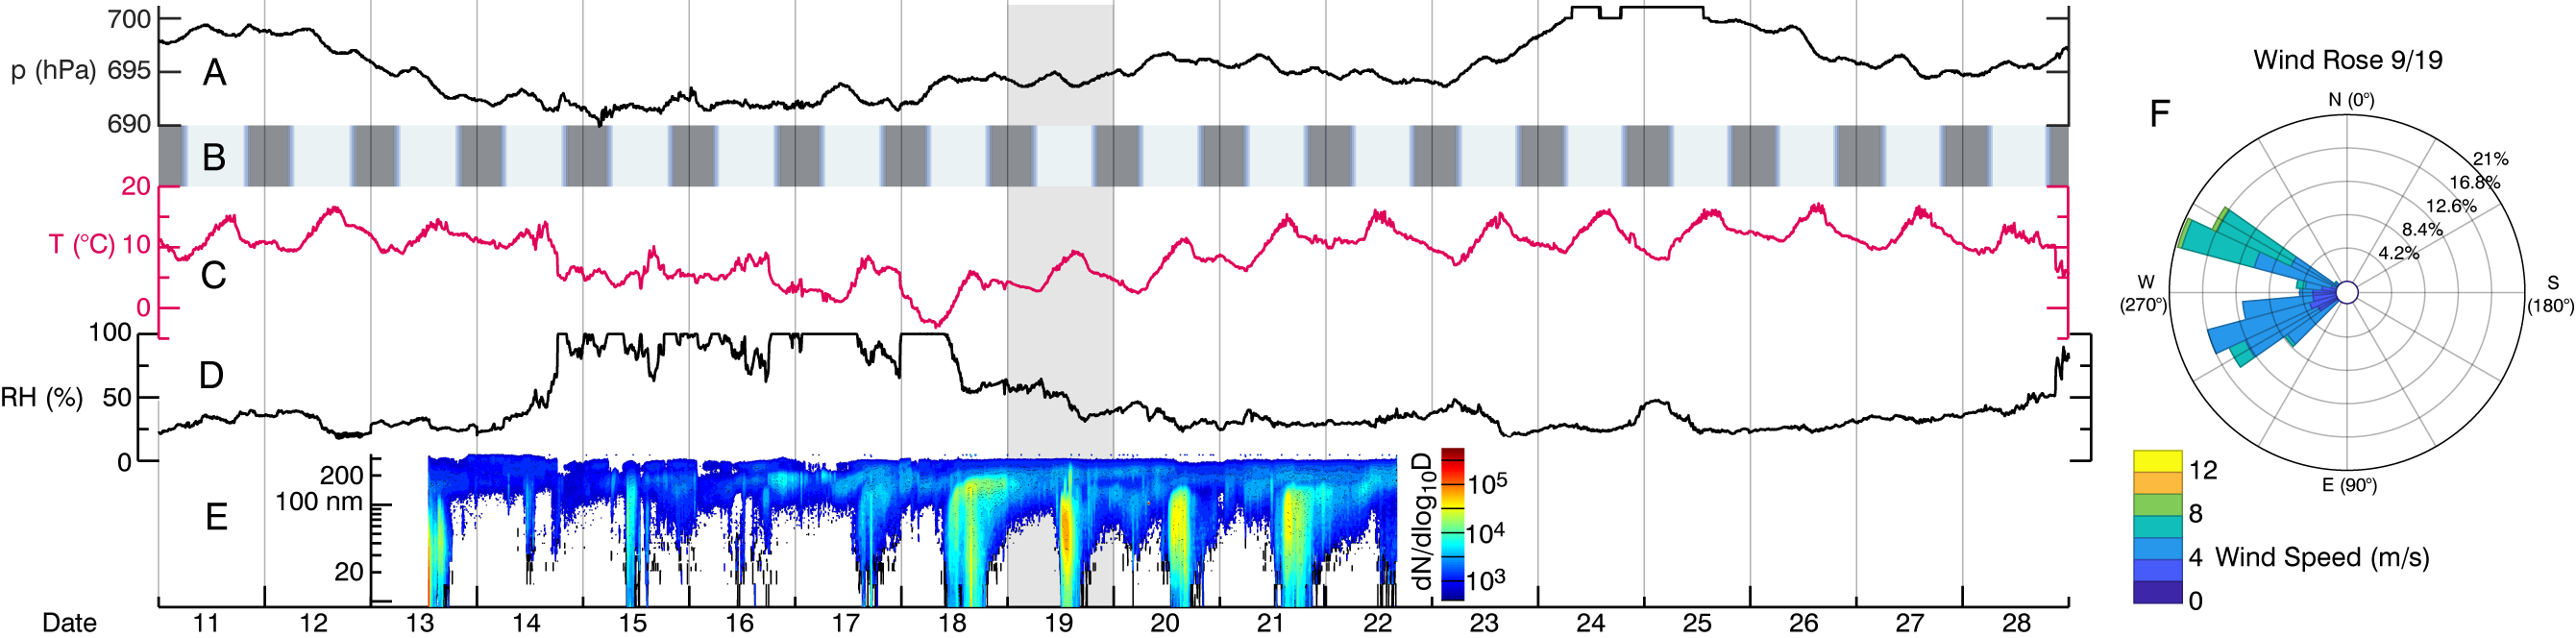 700
p (hPa) 695
690
A
B
20
T (°C) 10
0
C
100
RH (%) 50
0
D
200
100 nm
20
E
dN/dlog10D
10^5
10^4
10^3
Date 11 12 13 14 15 16 17 18 19 20 21 22 23 24 25 26 27 28
Wind Rose 9/19
F
N (0°)
21%
16.8%
12.6%
8.4%
4.2%
W
(270°)
S
(180°)
E (90°)
12
8
4
0
Wind Speed (m/s)